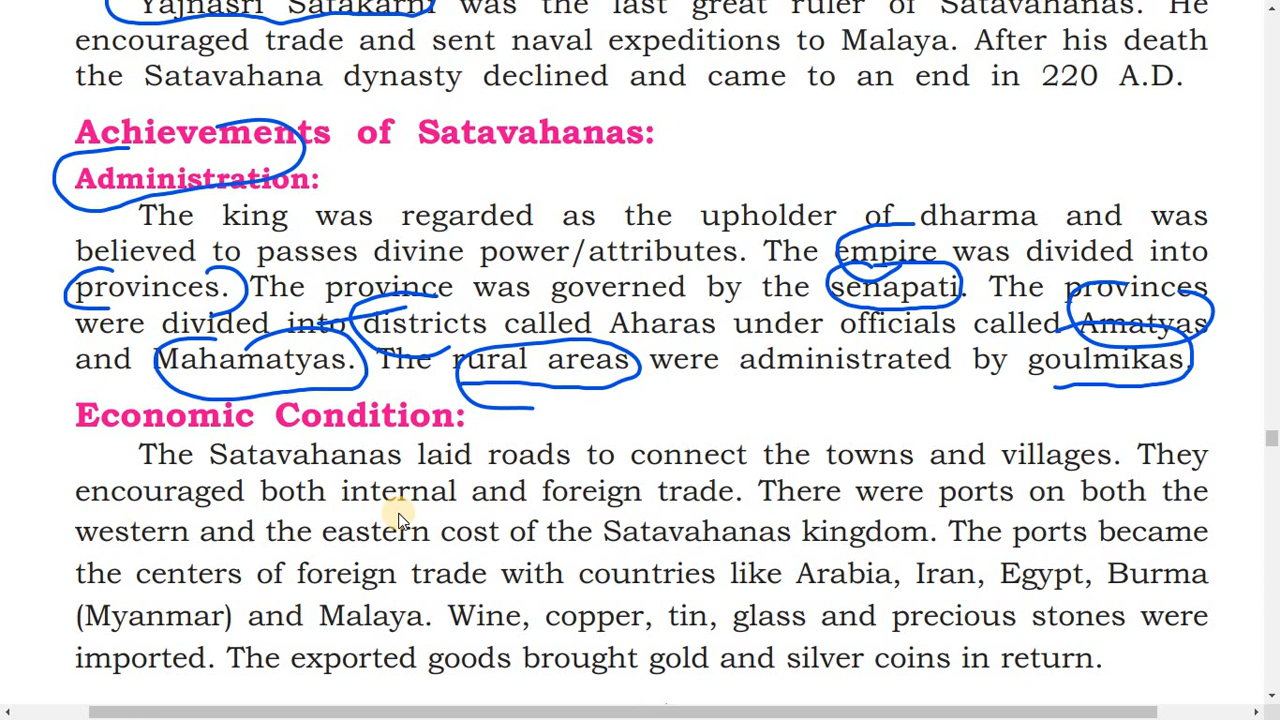 Yajnasri Satakarni was the last great ruler of Satavahanas. He
encouraged trade and sent naval expeditions to Malaya. After his death
the Satavahana dynasty declined and came to an end in 220 A.D.
Achievements of Satavahanas:
Administration:
The king was regarded as the upholder of dharma and was
believed to passes divine power/attributes. The empire was divided into
provinces. The province was governed by the senapati. The provinces
were divided into districts called Aharas under officials called Amatyas
and Mahamatyas. The rural areas were administrated by goulmikas.
Economic Condition:
The Satavahanas laid roads to connect the towns and villages. They
encouraged both internal and foreign trade. There were ports on both the
western and the eastern cost of the Satavahanas kingdom. The ports became
the centers of foreign trade with countries like Arabia, Iran, Egypt, Burma
(Myanmar) and Malaya. Wine, copper, tin, glass and precious stones were
imported. The exported goods brought gold and silver coins in return.